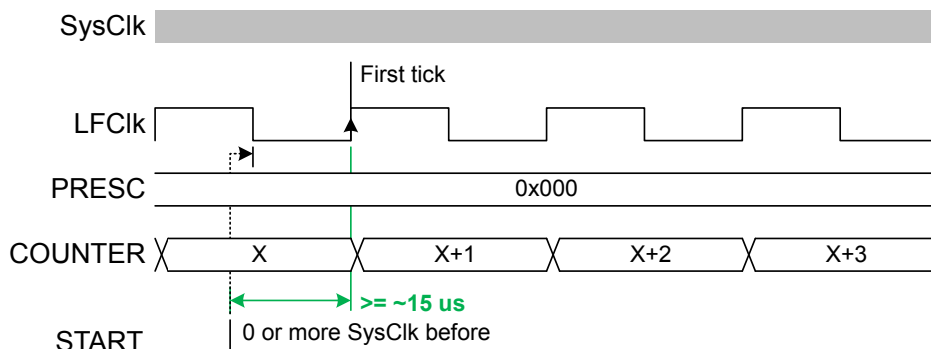 SysClk
First tick
LFClk
PRESC 0x000
COUNTER X X+1 X+2 X+3
>= ~15 us
0 or more SysClk before
START